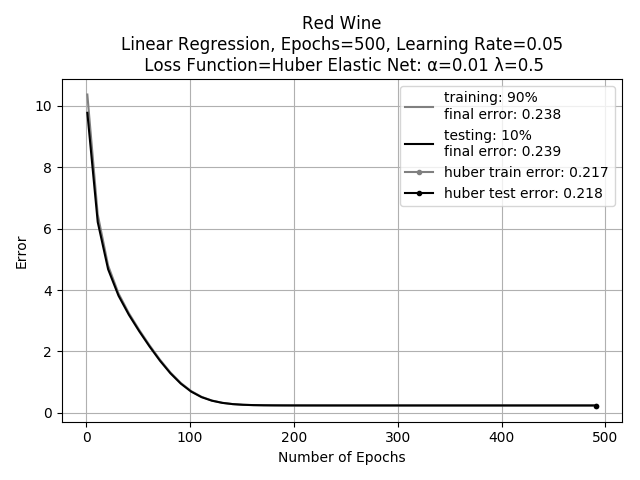 Red Wine
Linear Regression, Epochs=500, Learning Rate=0.05
Loss Function=Huber Elastic Net: α=0.01 λ=0.5
training: 90%
final error: 0.238
testing: 10%
final error: 0.239
huber train error: 0.217
huber test error: 0.218
Error
10
8
6
4
2
0
0 100 200 300 400 500
Number of Epochs